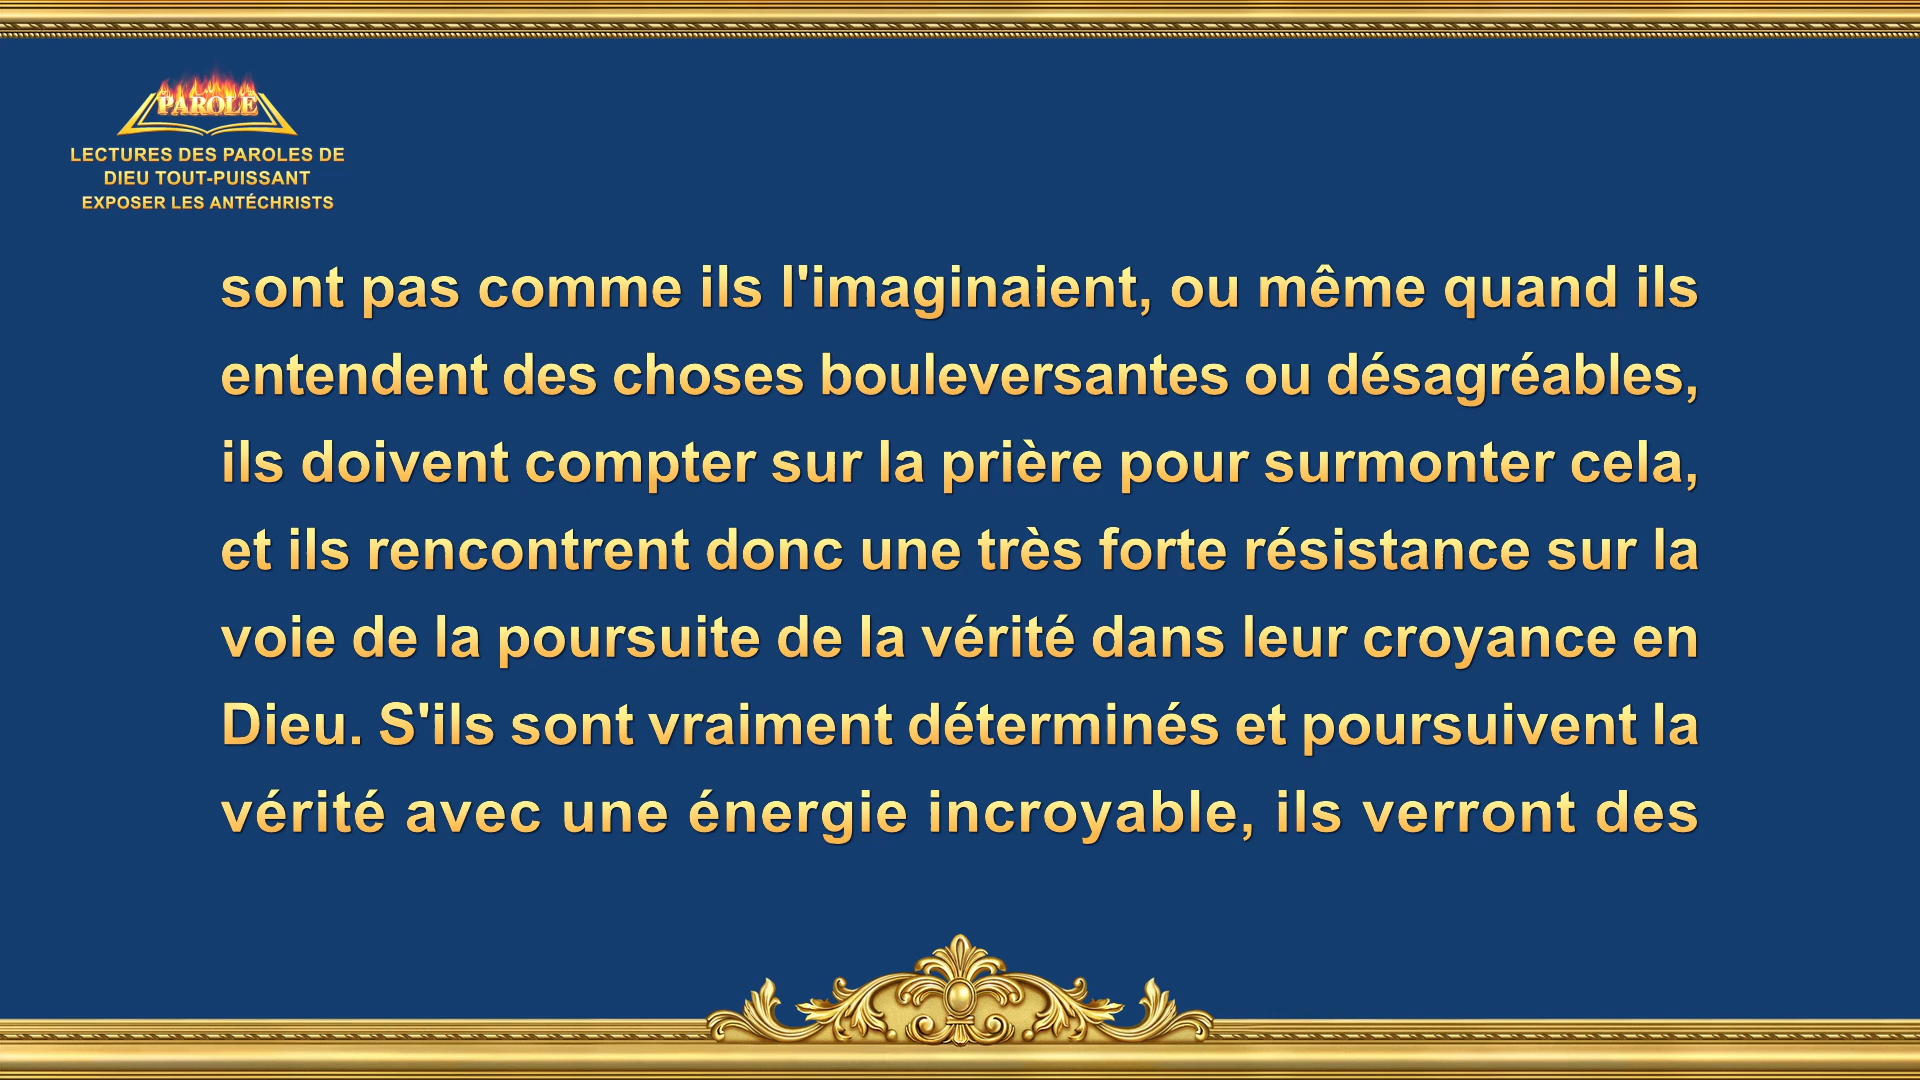 PAROLE
LECTURES DES PAROLES DE
DIEU TOUT-PUISSANT
EXPOSER LES ANTÉCHRISTS
sont pas comme ils l'imaginaient, ou même quand ils
entendent des choses bouleversantes ou désagréables,
ils doivent compter sur la prière pour surmonter cela,
et ils rencontrent donc une très forte résistance sur la
voie de la poursuite de la vérité dans leur croyance en
Dieu. S'ils sont vraiment déterminés et poursuivent la
vérité avec une énergie incroyable, ils verront des